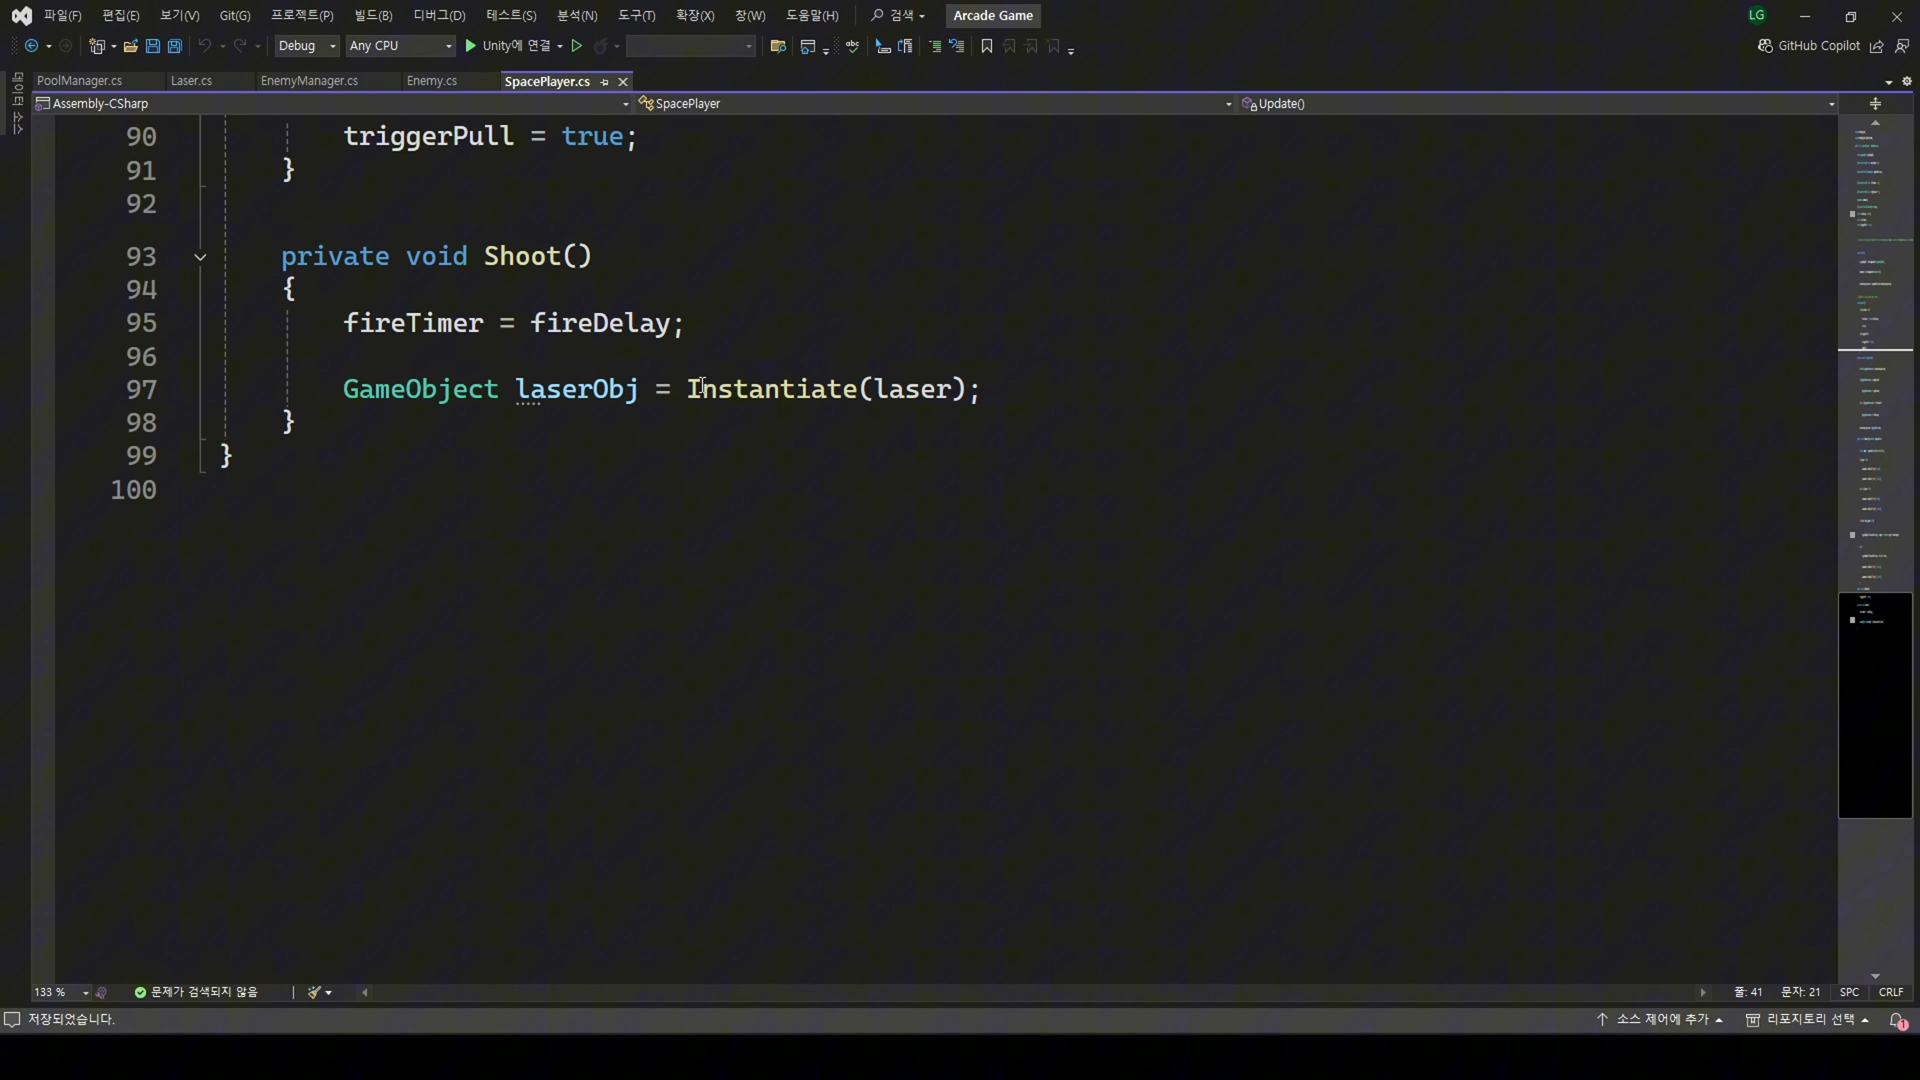 파일(F) 편집(E) 보기(V) Git(G) 프로젝트(P) 빌드(B) 디버그(D) 테스트(S) 분석(N) 도구(T) 확장(X) 창(W) 도움말(H) 검색 Arcade Game LG
Debug Any CPU Unity에 연결 GitHub Copilot
PoolManager.cs Laser.cs EnemyManager.cs Enemy.cs SpacePlayer.cs
데이터 소스
Assembly-CSharp SpacePlayer Update()
90 triggerPull = true;
91 }
92
93 private void Shoot()
94 {
95 fireTimer = fireDelay;
96
97 GameObject laserObj = Instantiate(laser);
98 }
99 }
100
133 % 문제가 검색되지 않음 줄: 41 문자: 21 SPC CRLF
저장되었습니다. 소스 제어에 추가 리포지토리 선택 1